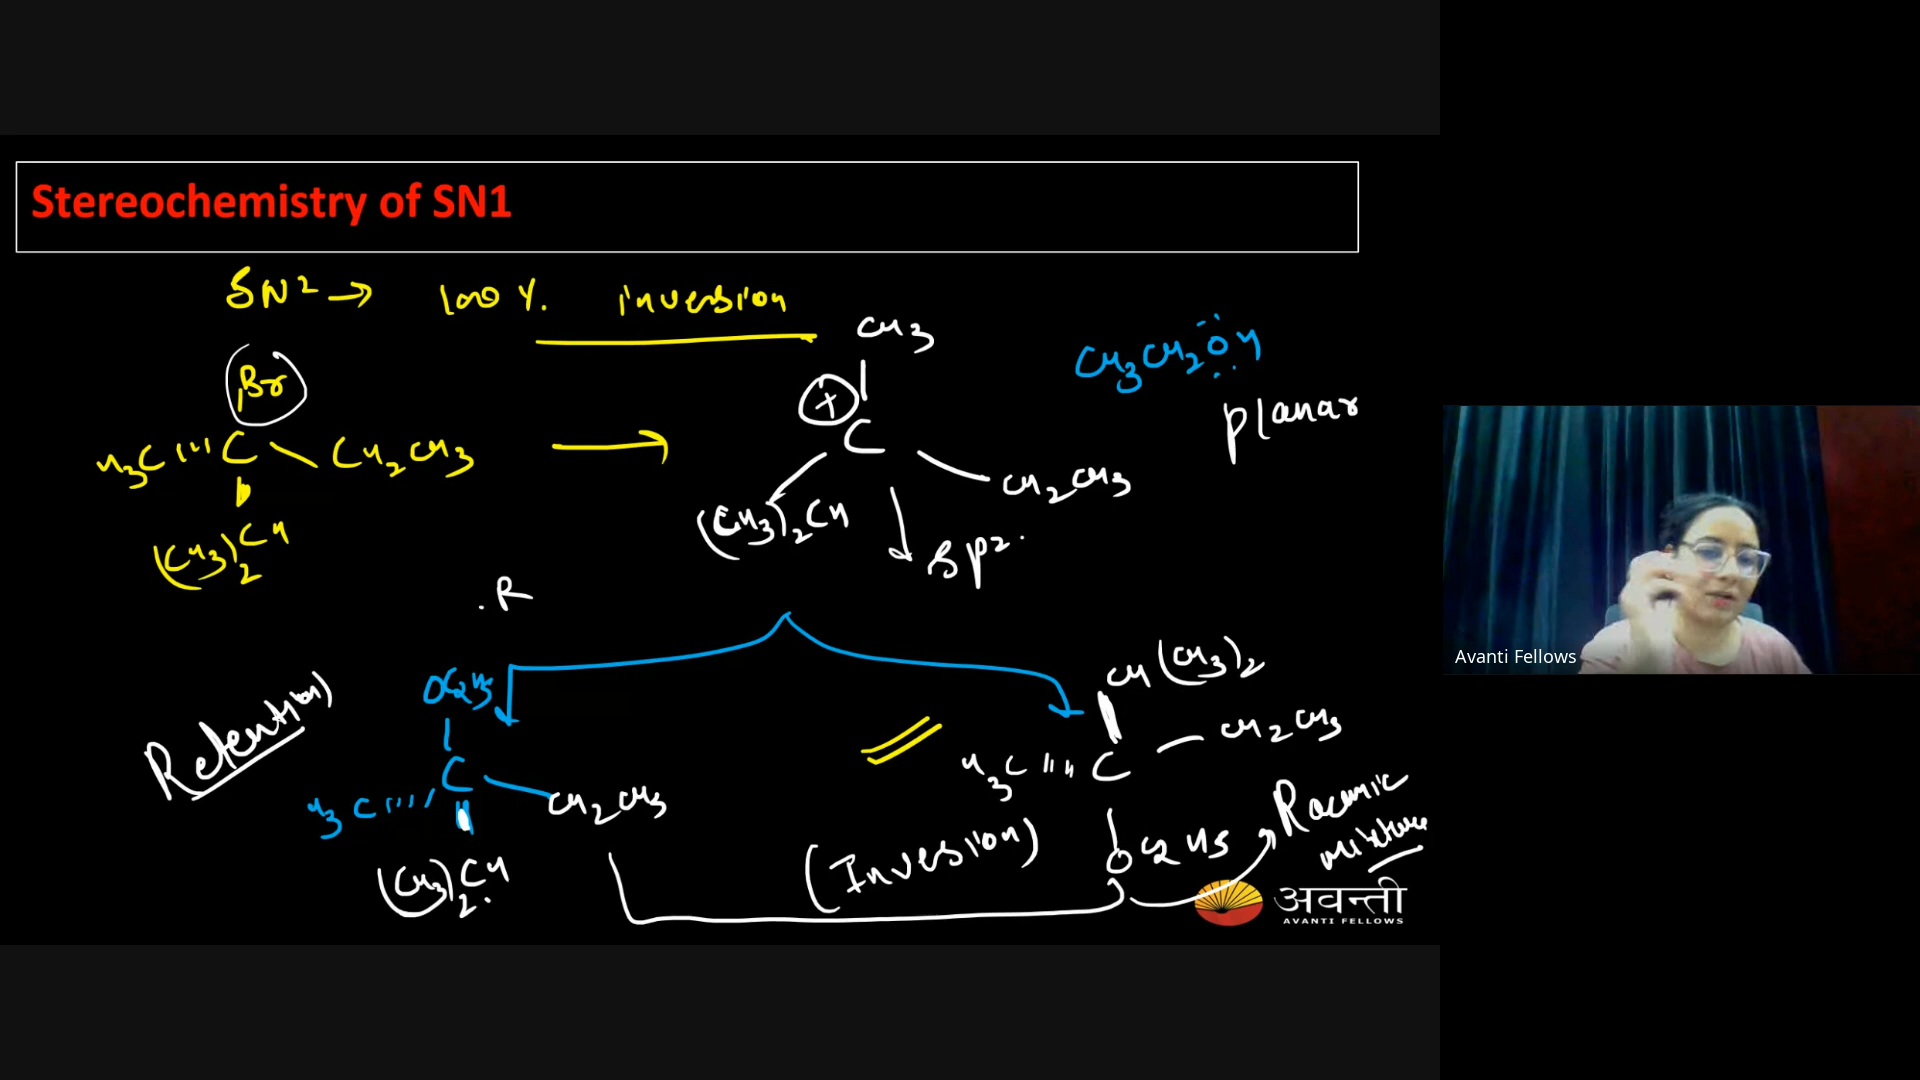 Stereochemistry of SN1
SN2 → 100 %. inversion
Br
H3C C CH2CH3
(CH3)2CH
CH3
+
C
(CH3)2CH
CH2CH3
sp2.
CH3CH2OH
planar
.R
Retention)
OC2H5
C
H3C
CH2CH3
(CH3)2CH
CH(CH3)2
H3C C CH2CH3
OC2H5
(Inversion)
Racemic
mixture
अवन्ती
AVANTI FELLOWS
Avanti Fellows